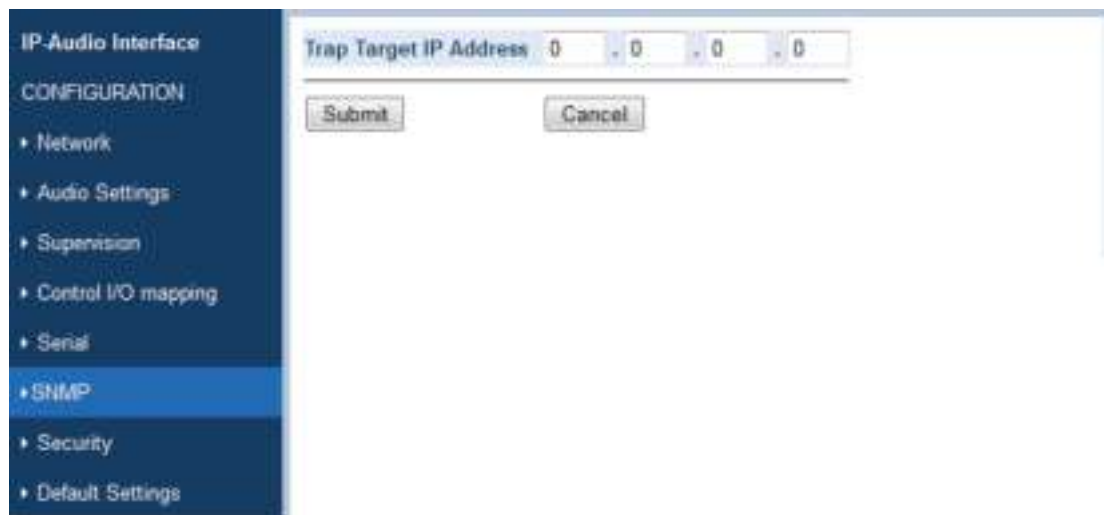 IP-Audio Interface
CONFIGURATION
Network
Audio Settings
Supervision
Control I/O mapping
Serial
SNMP
Security
Default Settings
Trap Target IP Address 0 . 0 . 0 . 0
Submit Cancel